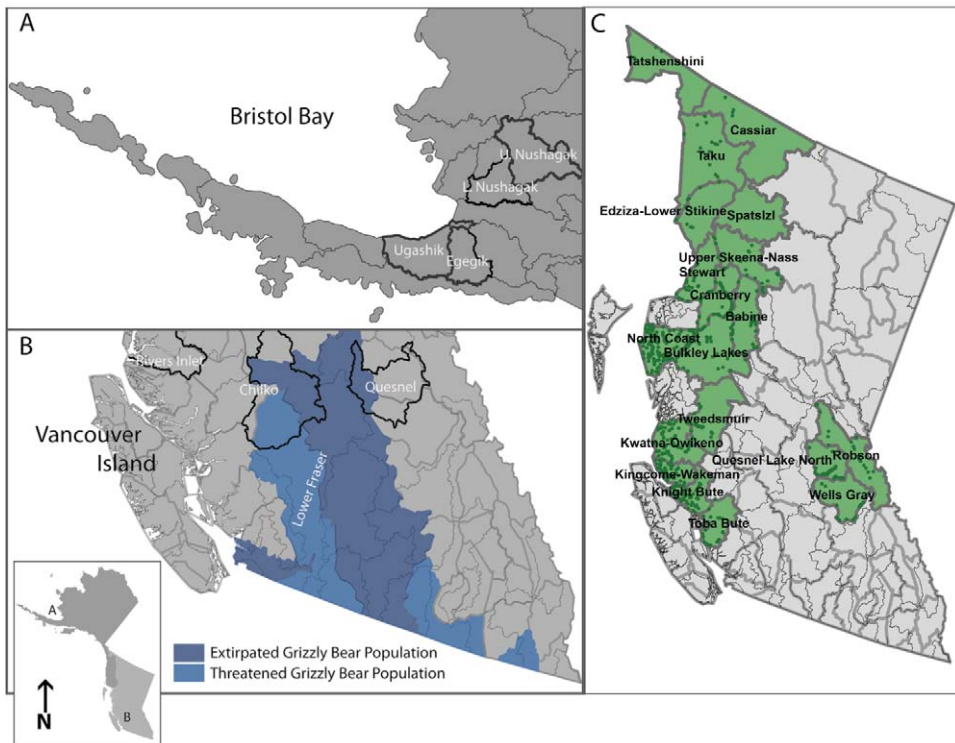 A
Bristol Bay
U. Nushagak
L. Nushagak
Ugashik
Egegik
B
Rivers Inlet
Chilko
Quesnel
Vancouver
Island
Lower Fraser
Extirpated Grizzly Bear Population
Threatened Grizzly Bear Population
A
B
N
C
Tatshenshini
Cassiar
Taku
Edziza-Lower Stikine
Spatsizi
Upper Skeena-Nass
Stewart
Cranberry
Babine
North Coast
Bulkley Lakes
Tweedsmuir
Kwatna-Owikeno
Quesnel Lake North
Robson
Kingcome-Wakeman
Knight Bute
Wells Gray
Toba Bute